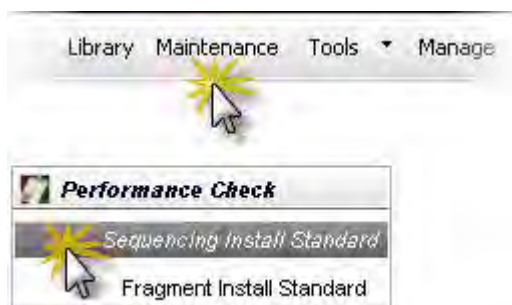 Library Maintenance Tools Manage
Performance Check
Sequencing Install Standard
Fragment Install Standard